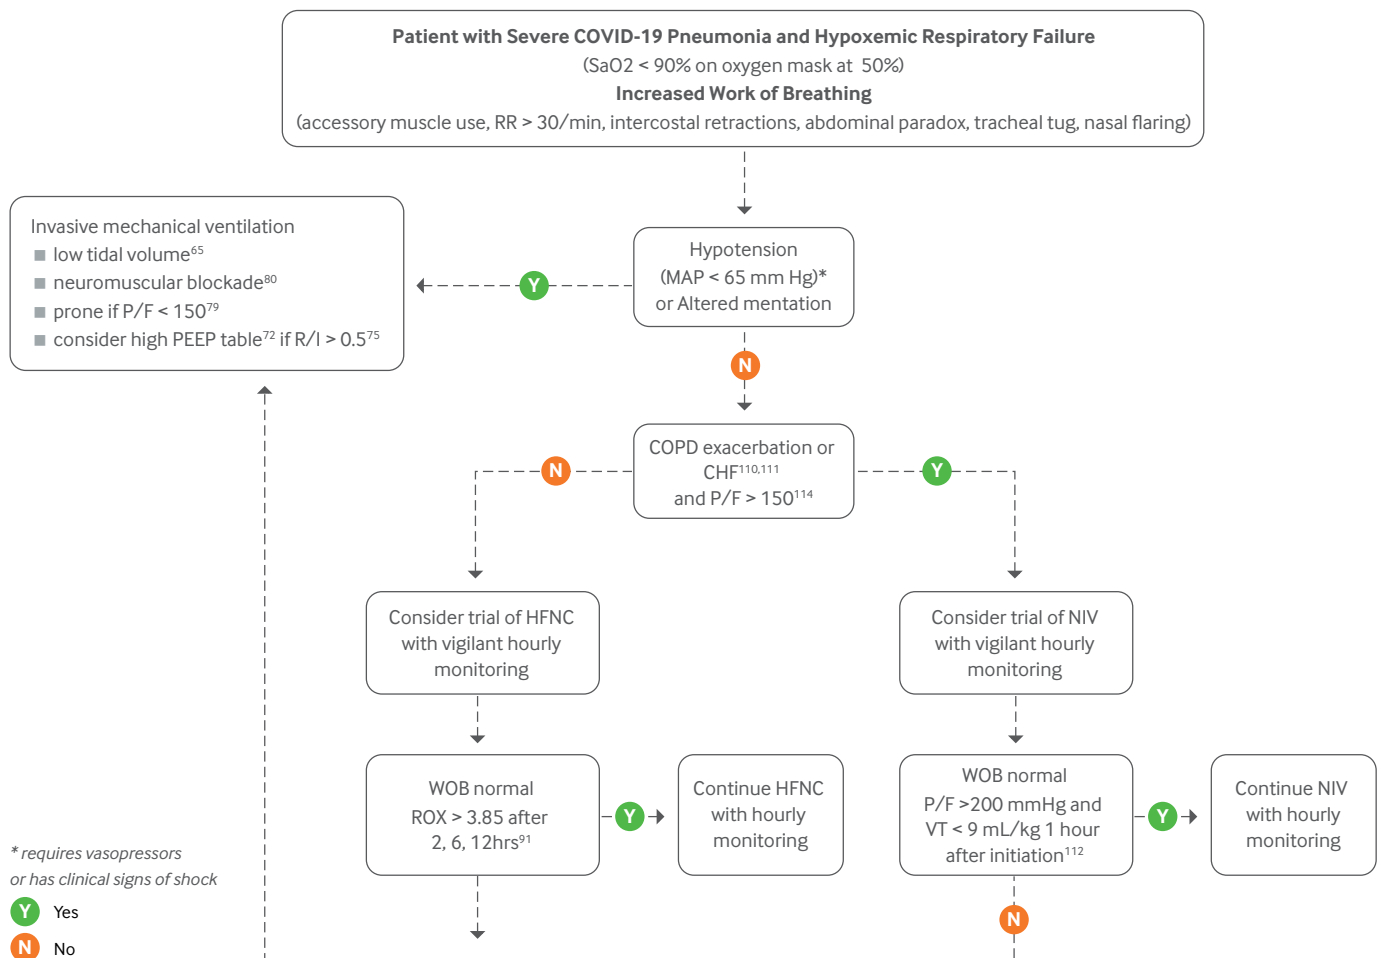 Patient with Severe COVID-19 Pneumonia and Hypoxemic Respiratory Failure
(SaO2 < 90% on oxygen mask at 50%)
Increased Work of Breathing
(accessory muscle use, RR > 30/min, intercostal retractions, abdominal paradox, tracheal tug, nasal flaring)
Invasive mechanical ventilation
■ low tidal volume65
■ neuromuscular blockade80
■ prone if P/F < 15079
■ consider high PEEP table72 if R/I > 0.575
Y
Hypotension
(MAP < 65 mm Hg)*
or Altered mentation
N
N
COPD exacerbation or
CHF110,111
and P/F > 150114
Y
Consider trial of HFNC
with vigilant hourly
monitoring
Consider trial of NIV
with vigilant hourly
monitoring
WOB normal
ROX > 3.85 after
2, 6, 12hrs91
Y
Continue HFNC
with hourly
monitoring
WOB normal
P/F >200 mmHg and
VT < 9 mL/kg 1 hour
after initiation112
Y
Continue NIV
with hourly
monitoring
N
* requires vasopressors
or has clinical signs of shock
Y Yes
N No